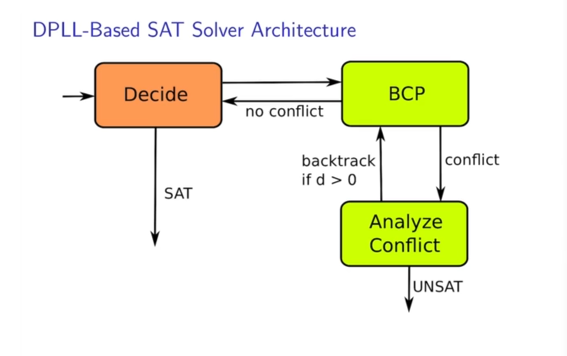 DPLL-Based SAT Solver Architecture
Decide
BCP
no conflict
backtrack
if d > 0
conflict
SAT
Analyze
Conflict
UNSAT